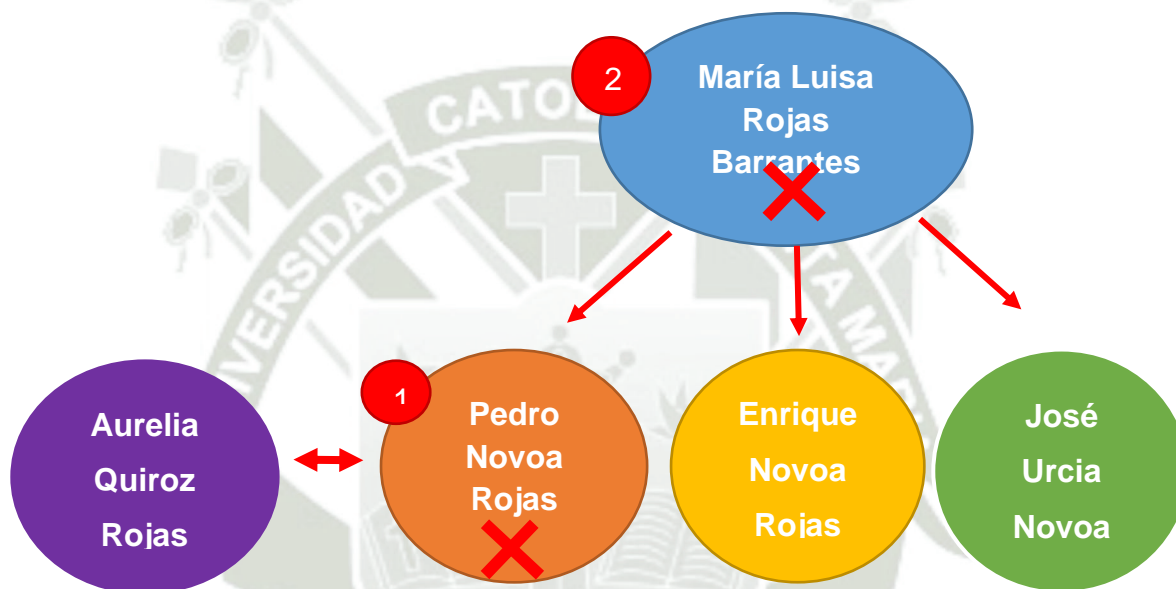 2
María Luisa
Rojas
Barrantes
1
Aurelia
Quiroz
Rojas
Pedro
Novoa
Rojas
Enrique
Novoa
Rojas
José
Urcia
Novoa